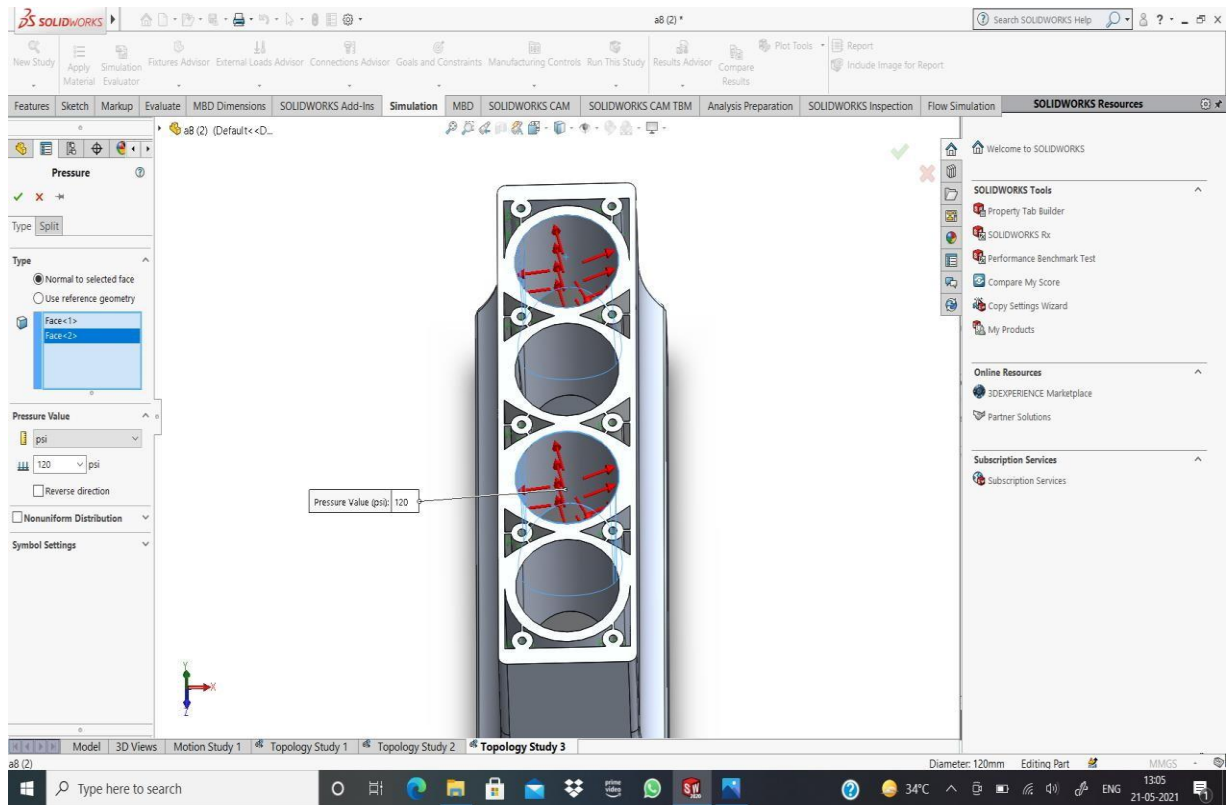 SOLIDWORKS
a8 (2) *
Search SOLIDWORKS Help
New Study
Apply Material
Simulation Evaluator
Fixtures Advisor
External Loads Advisor
Connections Advisor
Goals and Constraints
Manufacturing Controls
Run This Study
Results Advisor
Compare Results
Plot Tools
Report
Include Image for Report
Features
Sketch
Markup
Evaluate
MBD Dimensions
SOLIDWORKS Add-Ins
Simulation
MBD
SOLIDWORKS CAM
SOLIDWORKS CAM TBM
Analysis Preparation
SOLIDWORKS Inspection
Flow Simulation
SOLIDWORKS Resources
a8 (2) (Default<<D...
Pressure
Type
Split
Type
Normal to selected face
Use reference geometry
Face<1>
Face<2>
Pressure Value
psi
120
psi
Reverse direction
Nonuniform Distribution
Symbol Settings
Pressure Value (psi): 120
Y
X
Z
Welcome to SOLIDWORKS
SOLIDWORKS Tools
Property Tab Builder
SOLIDWORKS Rx
Performance Benchmark Test
Compare My Score
Copy Settings Wizard
My Products
Online Resources
3DEXPERIENCE Marketplace
Partner Solutions
Subscription Services
Subscription Services
Model
3D Views
Motion Study 1
Topology Study 1
Topology Study 2
Topology Study 3
a8 (2)
Diameter: 120mm
Editing Part
MMGS
Type here to search
prime video
SW
2020
34°C
ENG
13:05
21-05-2021
1